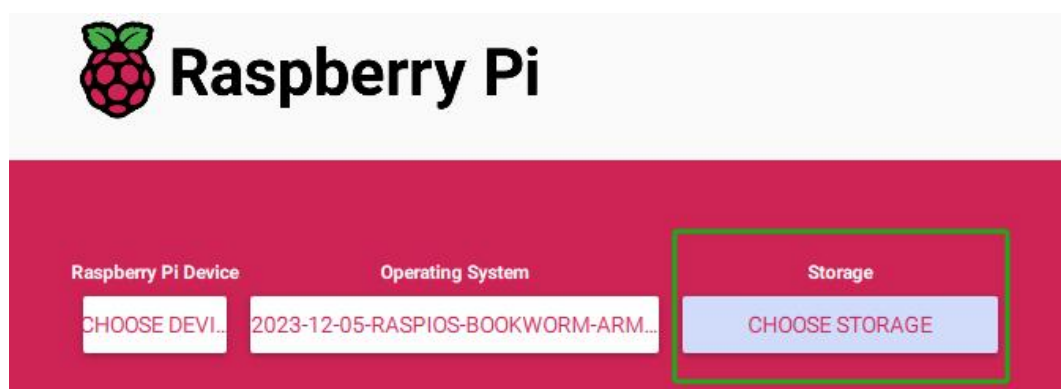 Raspberry Pi
Raspberry Pi Device Operating System Storage
CHOOSE DEVI... 2023-12-05-RASPIOS-BOOKWORM-ARM... CHOOSE STORAGE